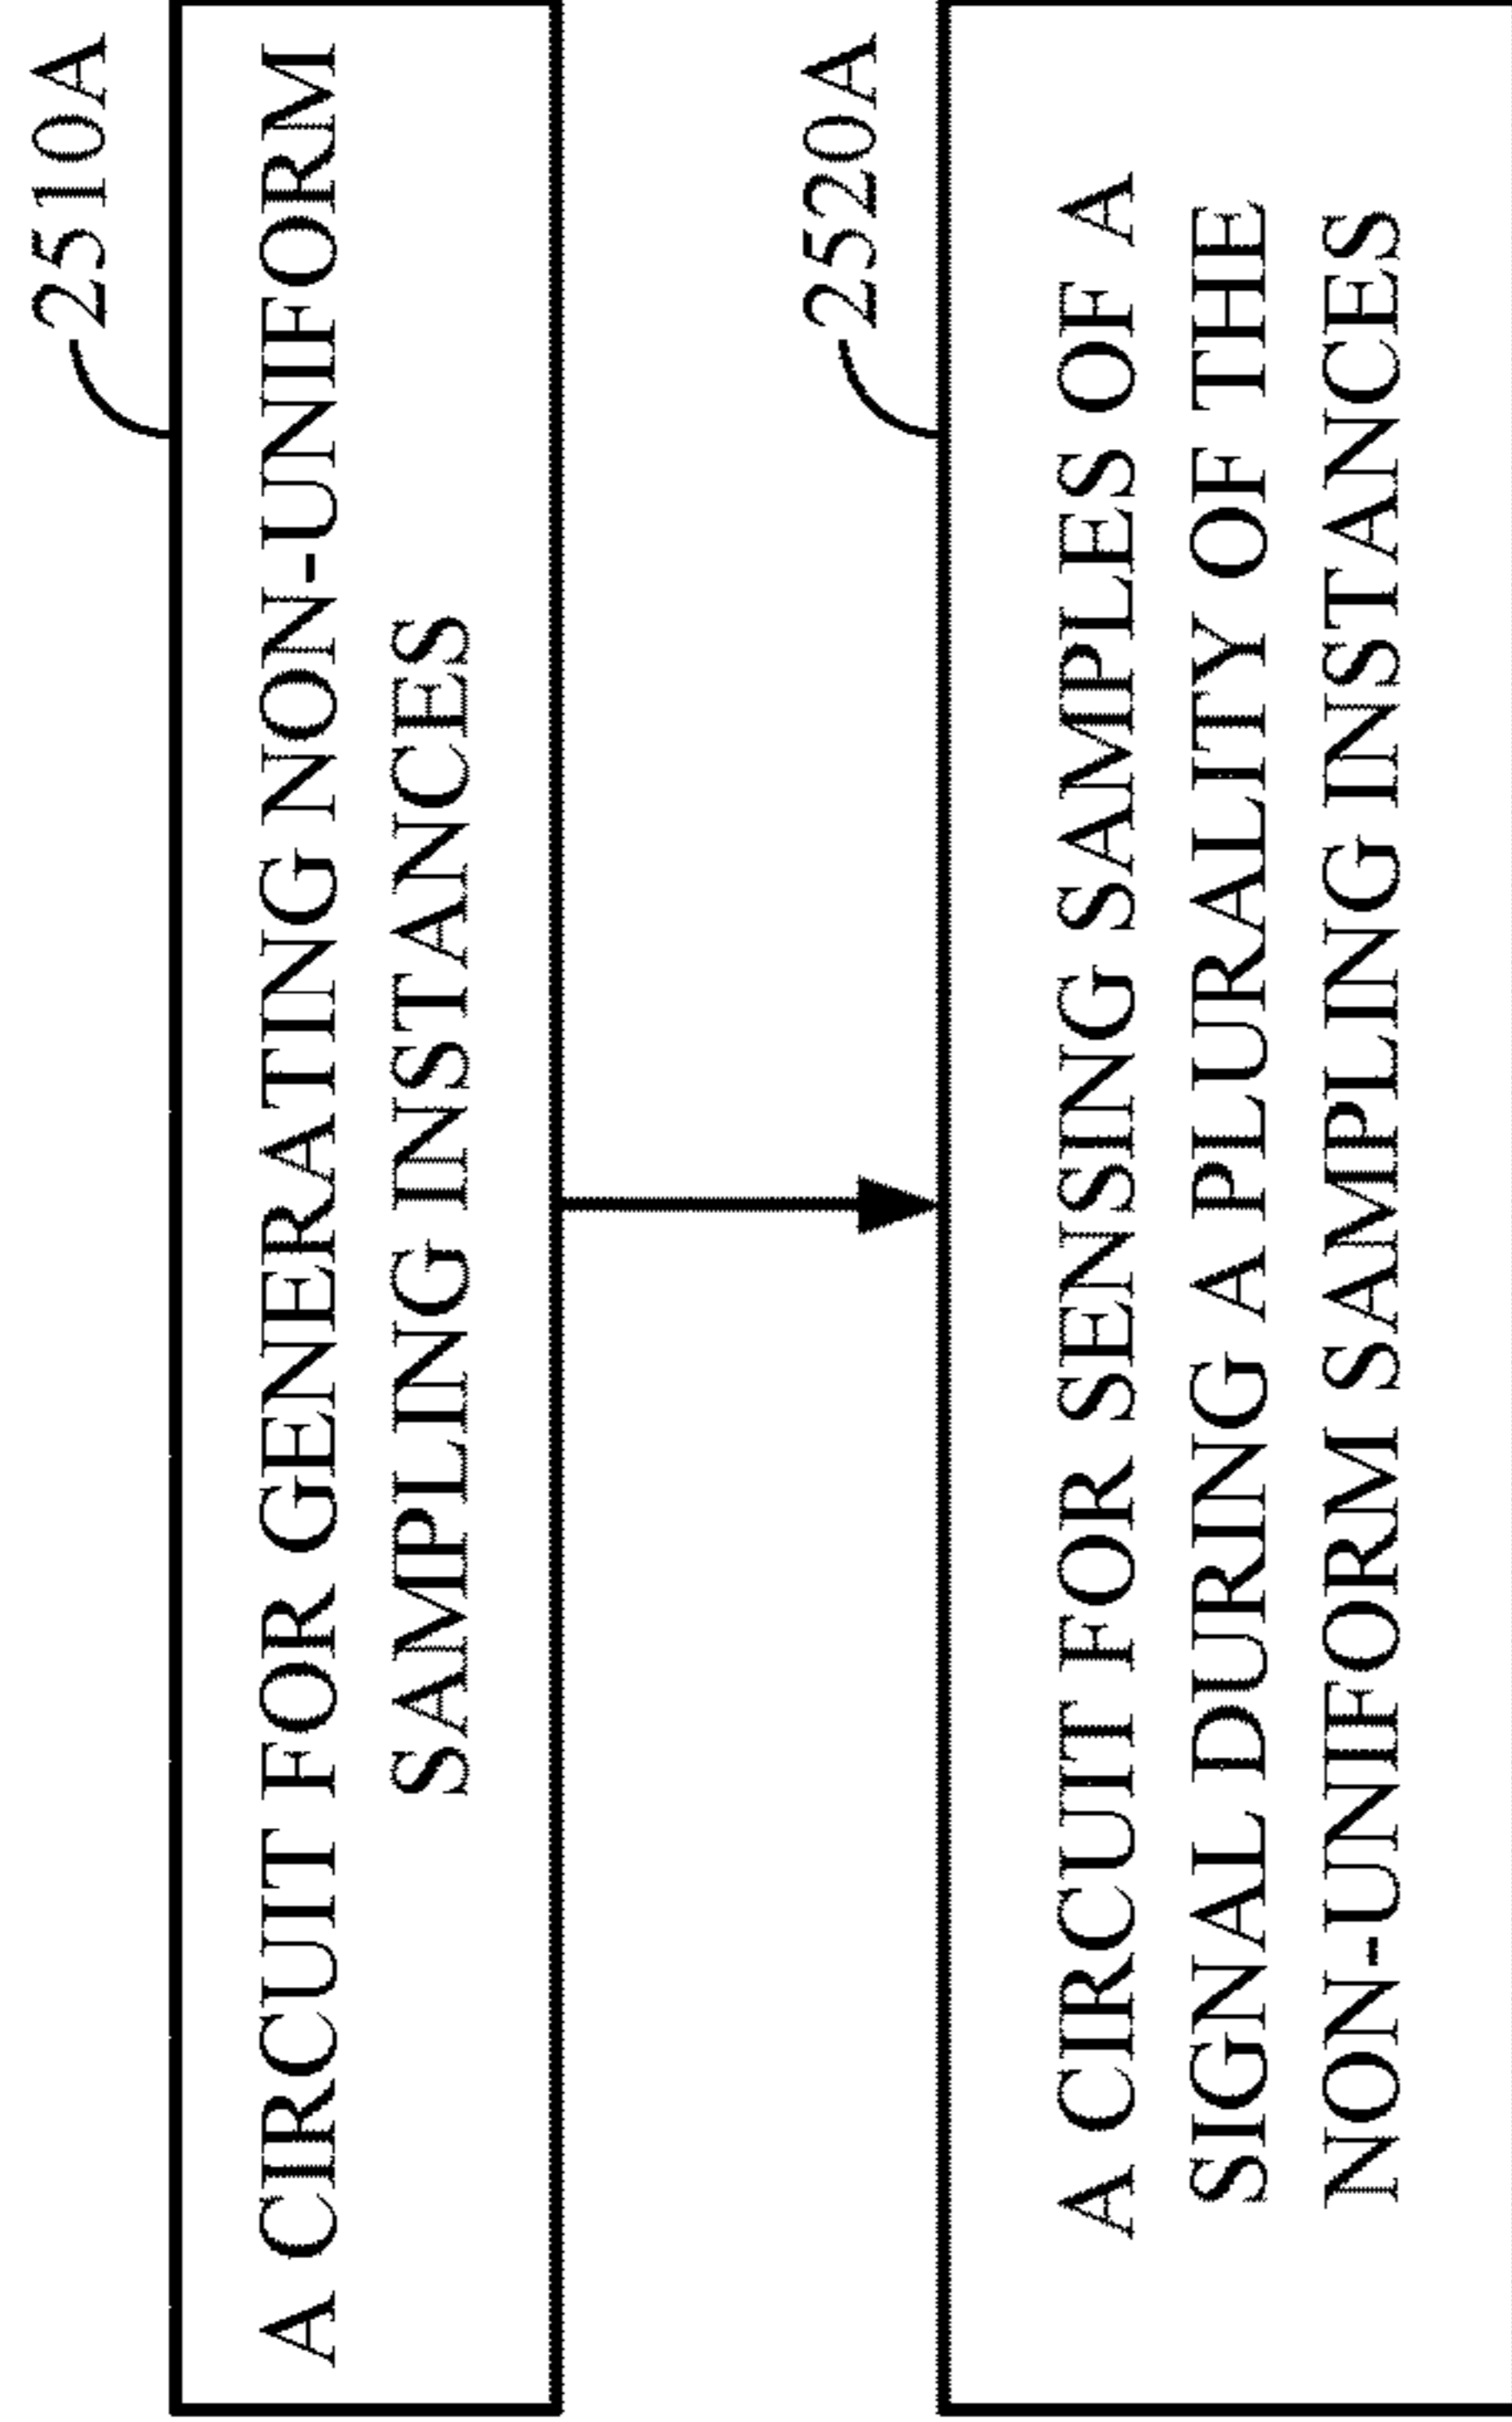 2510A
A CIRCUIT FOR GENERATING NON-UNIFORM
SAMPLING INSTANCES
2520A
A CIRCUIT FOR SENSING SAMPLES OF A
SIGNAL DURING A PLURALITY OF THE
NON-UNIFORM SAMPLING INSTANCES